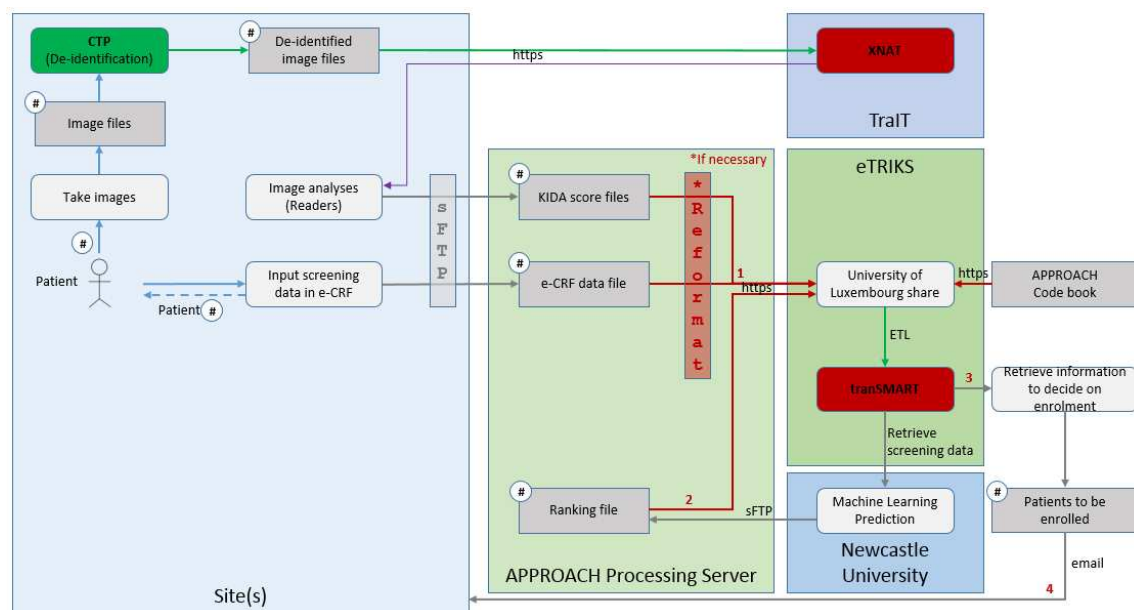 CTP
(De-identification)
#
De-identified
image files
https
XNAT
TraIT
#
Image files
Take images
#
Patient
Image analyses
(Readers)
Input screening
data in e-CRF
Patient #
Site(s)
sFTP
#
KIDA score files
#
e-CRF data file
*If necessary
* Reformat
1
https
#
Ranking file
2
APPROACH Processing Server
eTRIKS
University of
Luxembourg share
https
APPROACH
Code book
ETL
tranSMART
3
Retrieve information
to decide on
enrolment
Retrieve
screening data
sFTP
Machine Learning
Prediction
Newcastle
University
#
Patients to be
enrolled
email
4